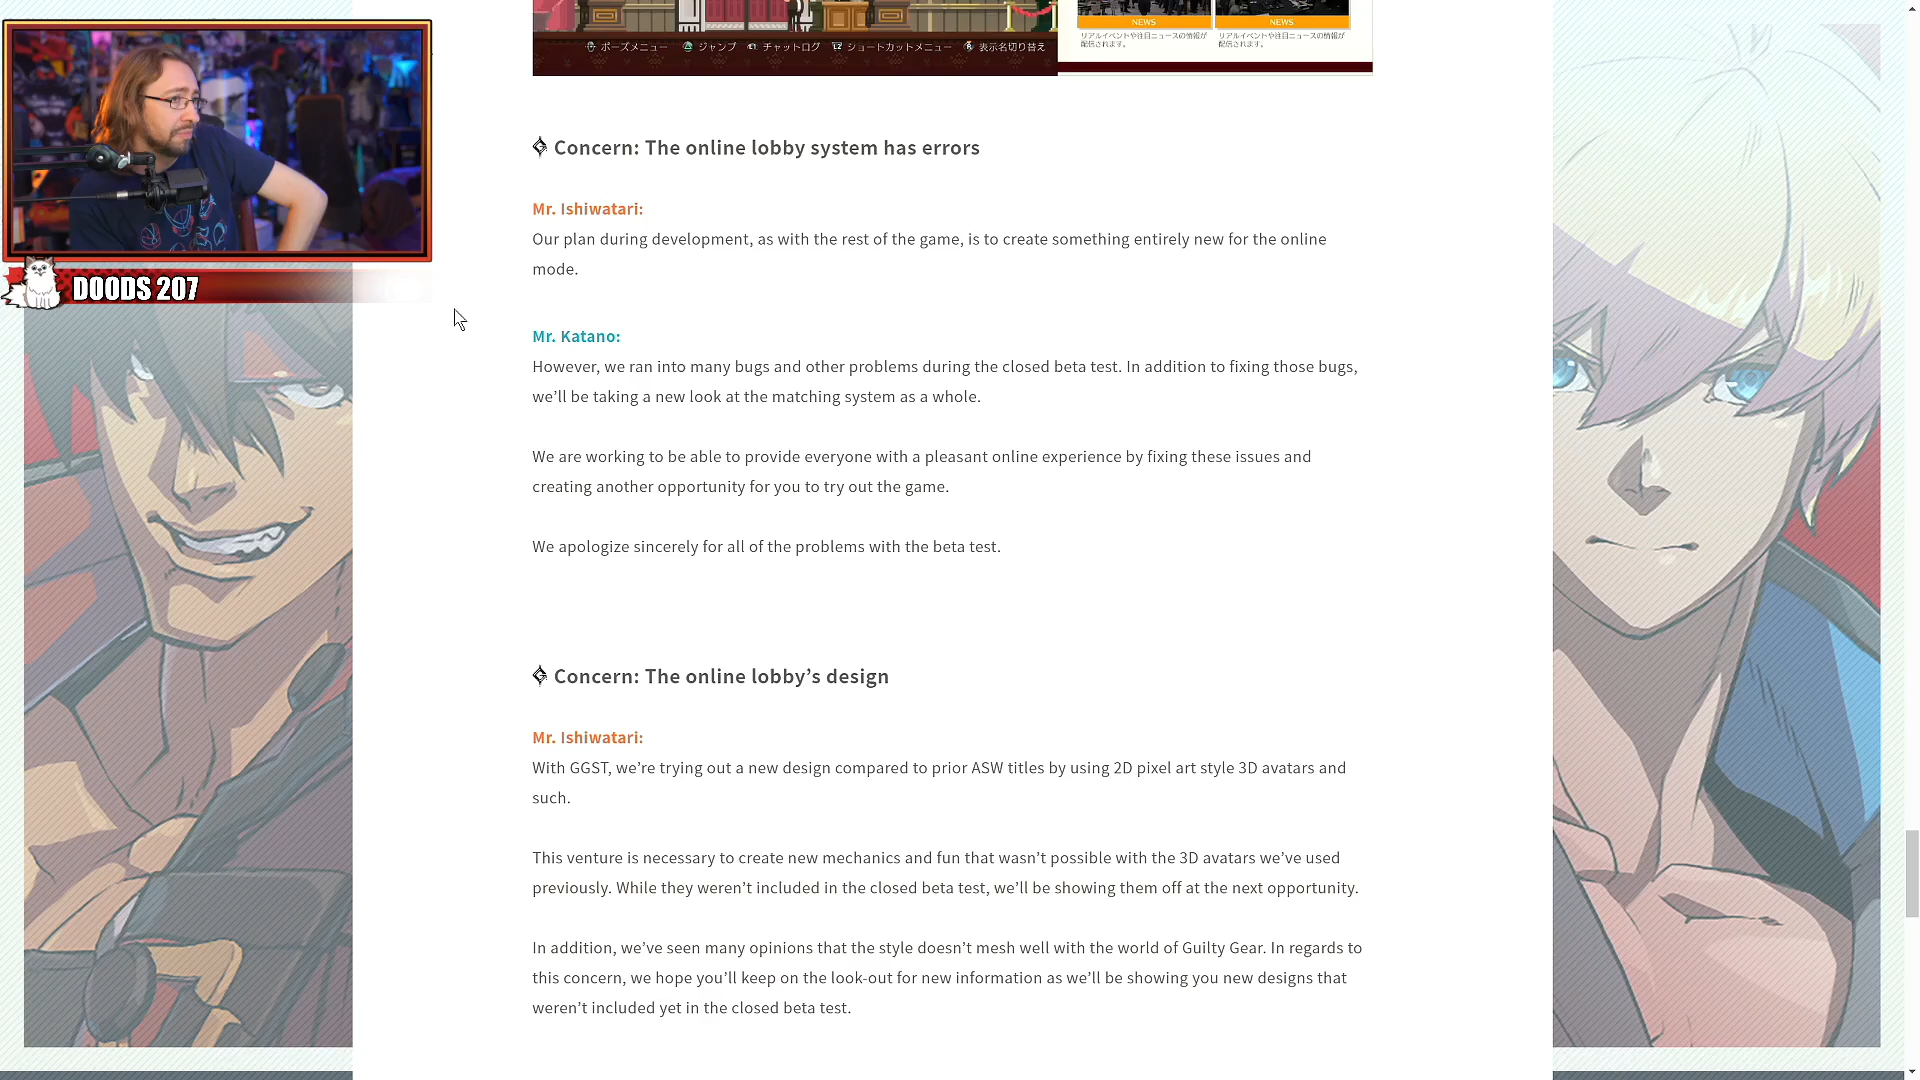 NEWS
NEWS
リアルイベントや注目ニュースの情報が
配信されます。
リアルイベントや注目ニュースの情報が
配信されます。
ポーズメニュー ジャンプ チャットログ ショートカットメニュー 表示名切り替え
Concern: The online lobby system has errors
Mr. Ishiwatari:
Our plan during development, as with the rest of the game, is to create something entirely new for the online
mode.
DOODS 207
Mr. Katano:
However, we ran into many bugs and other problems during the closed beta test. In addition to fixing those bugs,
we’ll be taking a new look at the matching system as a whole.
We are working to be able to provide everyone with a pleasant online experience by fixing these issues and
creating another opportunity for you to try out the game.
We apologize sincerely for all of the problems with the beta test.
Concern: The online lobby’s design
Mr. Ishiwatari:
With GGST, we’re trying out a new design compared to prior ASW titles by using 2D pixel art style 3D avatars and
such.
This venture is necessary to create new mechanics and fun that wasn’t possible with the 3D avatars we’ve used
previously. While they weren’t included in the closed beta test, we’ll be showing them off at the next opportunity.
In addition, we’ve seen many opinions that the style doesn’t mesh well with the world of Guilty Gear. In regards to
this concern, we hope you’ll keep on the look-out for new information as we’ll be showing you new designs that
weren’t included yet in the closed beta test.